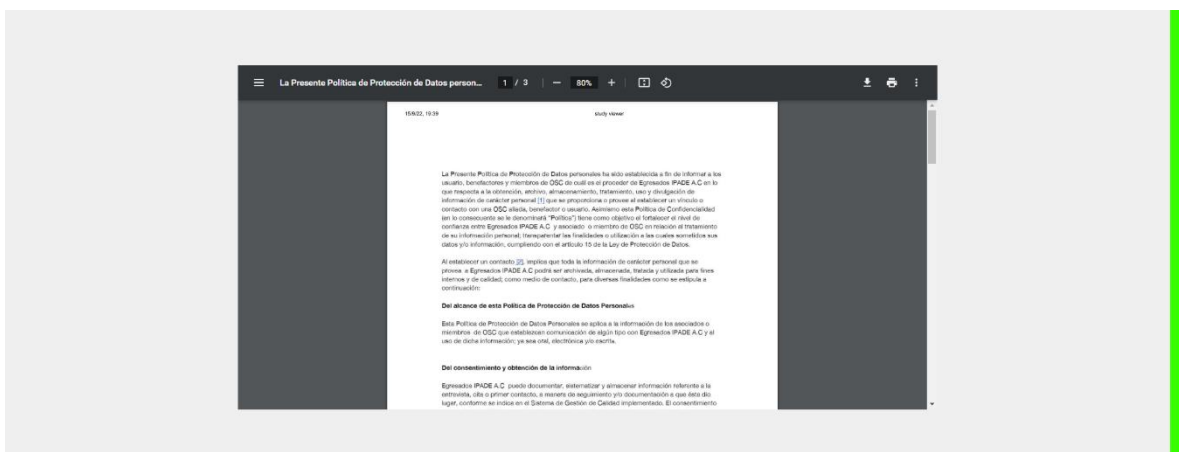 La Presente Política de Protección de Datos person... 1 / 3 80%
15/9/22, 19:39 study viewer
La Presente Política de Protección de Datos personales ha sido establecida a fin de informar a los
usuario, benefactores y miembros de OSC de cuál es el proceder de Egresados IPADE A.C en lo
que respecta a la obtención, archivo, almacenamiento, tratamiento, uso y divulgación de
información de carácter personal [1] que se proporciona o provee al establecer un vínculo o
contacto con una OSC aliada, benefactor o usuario. Asimismo esta Política de Confidencialidad
(en lo consecuente se le denominará "Política") tiene como objetivo el fortalecer el nivel de
confianza entre Egresados IPADE A.C y asociado o miembro de OSC en relación al tratamiento
de su información personal; transparentar las finalidades o utilización a las cuales sometidos sus
datos y/o información, cumpliendo con el artículo 15 de la Ley de Protección de Datos.
Al establecer un contacto [2], implica que toda la información de carácter personal que se
provea a Egresados IPADE A.C podrá ser archivada, almacenada, tratada y utilizada para fines
internos y de calidad; como medio de contacto, para diversas finalidades como se estipula a
continuación:
Del alcance de esta Política de Protección de Datos Personales
Esta Política de Protección de Datos Personales se aplica a la información de los asociados o
miembros de OSC que establezcan comunicación de algún tipo con Egresados IPADE A.C y al
uso de dicha información; ya sea oral, electrónica y/o escrita.
Del consentimiento y obtención de la información
Egresados IPADE A.C puede documentar, sistematizar y almacenar información referente a la
entrevista, cita o primer contacto, a manera de seguimiento y/o documentación a que ésta dio
lugar, conforme se indica en el Sistema de Gestión de Calidad implementado. El consentimiento